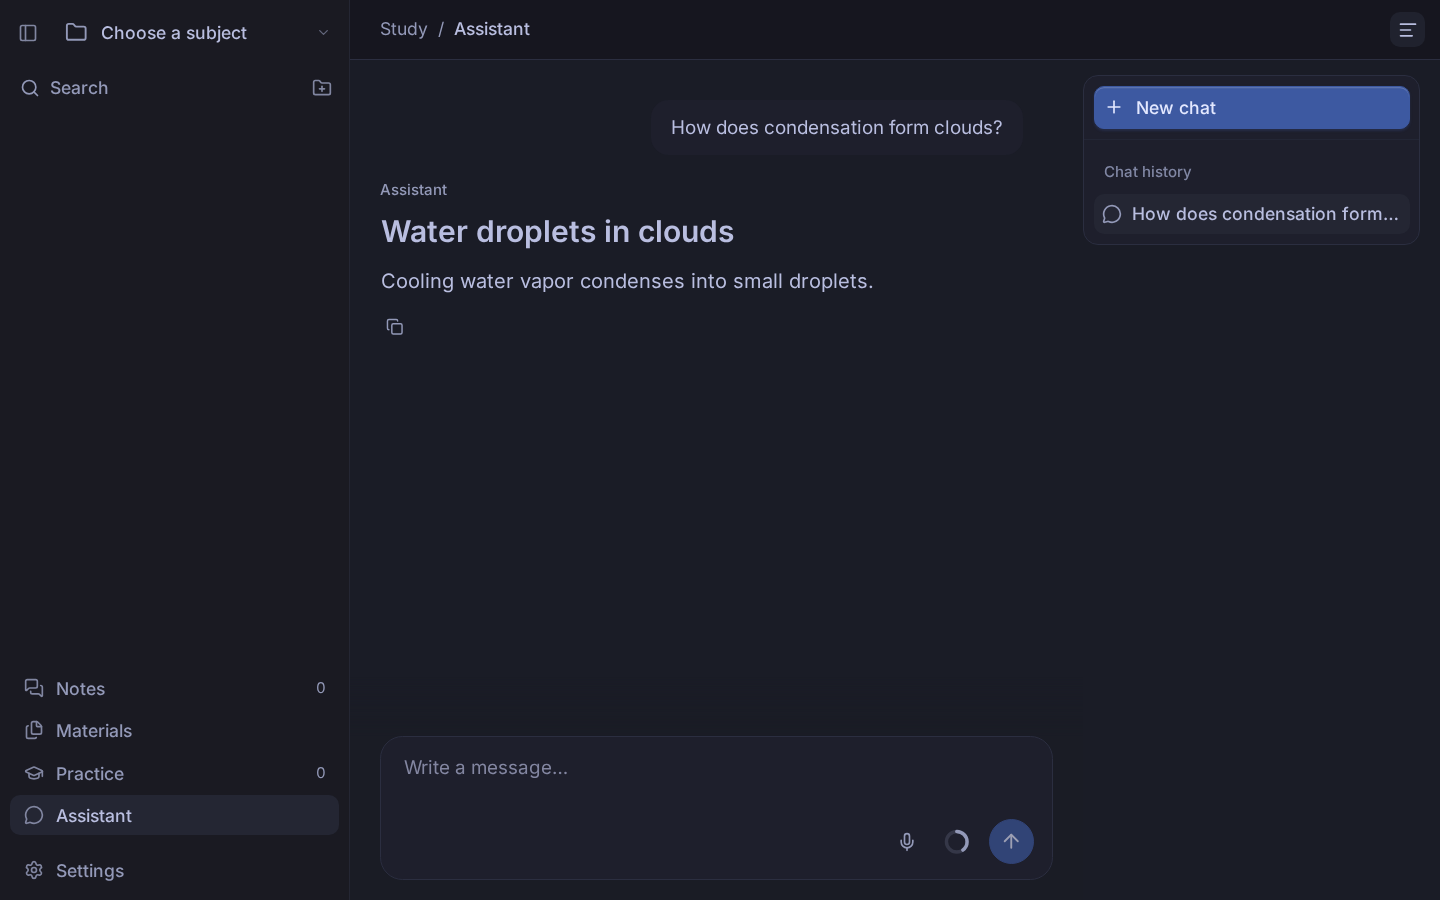 Choose a subject
Search
Notes 0
Materials
Practice 0
Assistant
Settings
Study / Assistant
How does condensation form clouds?
Assistant
Water droplets in clouds
Cooling water vapor condenses into small droplets.
Write a message...
New chat
Chat history
How does condensation form...